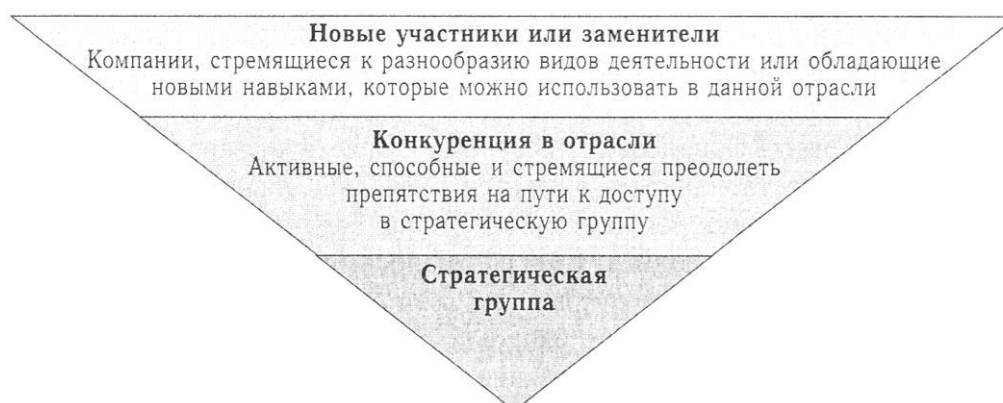 Новые участники или заменители
Компании, стремящиеся к разнообразию видов деятельности или обладающие
новыми навыками, которые можно использовать в данной отрасли
Конкуренция в отрасли
Активные, способные и стремящиеся преодолеть
препятствия на пути к доступу
в стратегическую группу
Стратегическая
группа